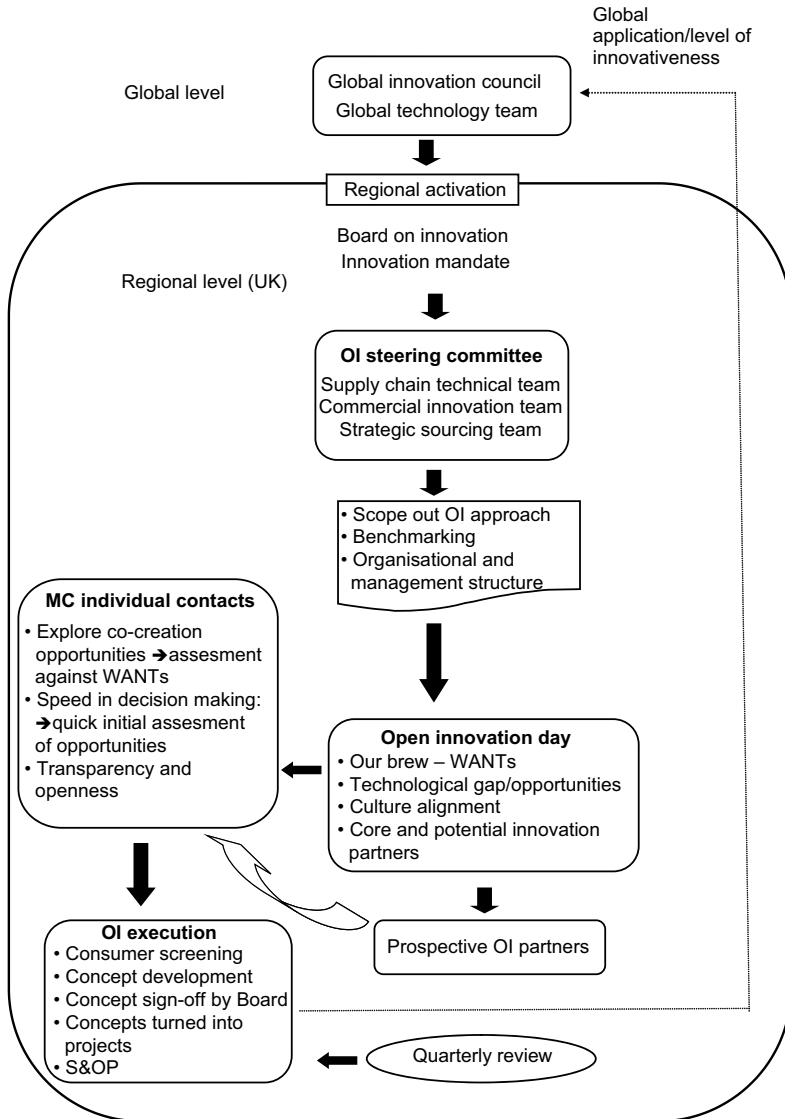 Global
application/level of
innovativeness
Global level
Global innovation council
Global technology team
Regional activation
Board on innovation
Innovation mandate
Regional level (UK)
OI steering committee
Supply chain technical team
Commercial innovation team
Strategic sourcing team
• Scope out OI approach
• Benchmarking
• Organisational and
management structure
MC individual contacts
• Explore co-creation
opportunities ➔assesment
against WANTs
• Speed in decision making:
➔quick initial assesment
of opportunities
• Transparency and
openness
Open innovation day
• Our brew – WANTs
• Technological gap/opportunities
• Culture alignment
• Core and potential innovation
partners
OI execution
• Consumer screening
• Concept development
• Concept sign-off by Board
• Concepts turned into
projects
• S&OP
Prospective OI partners
Quarterly review